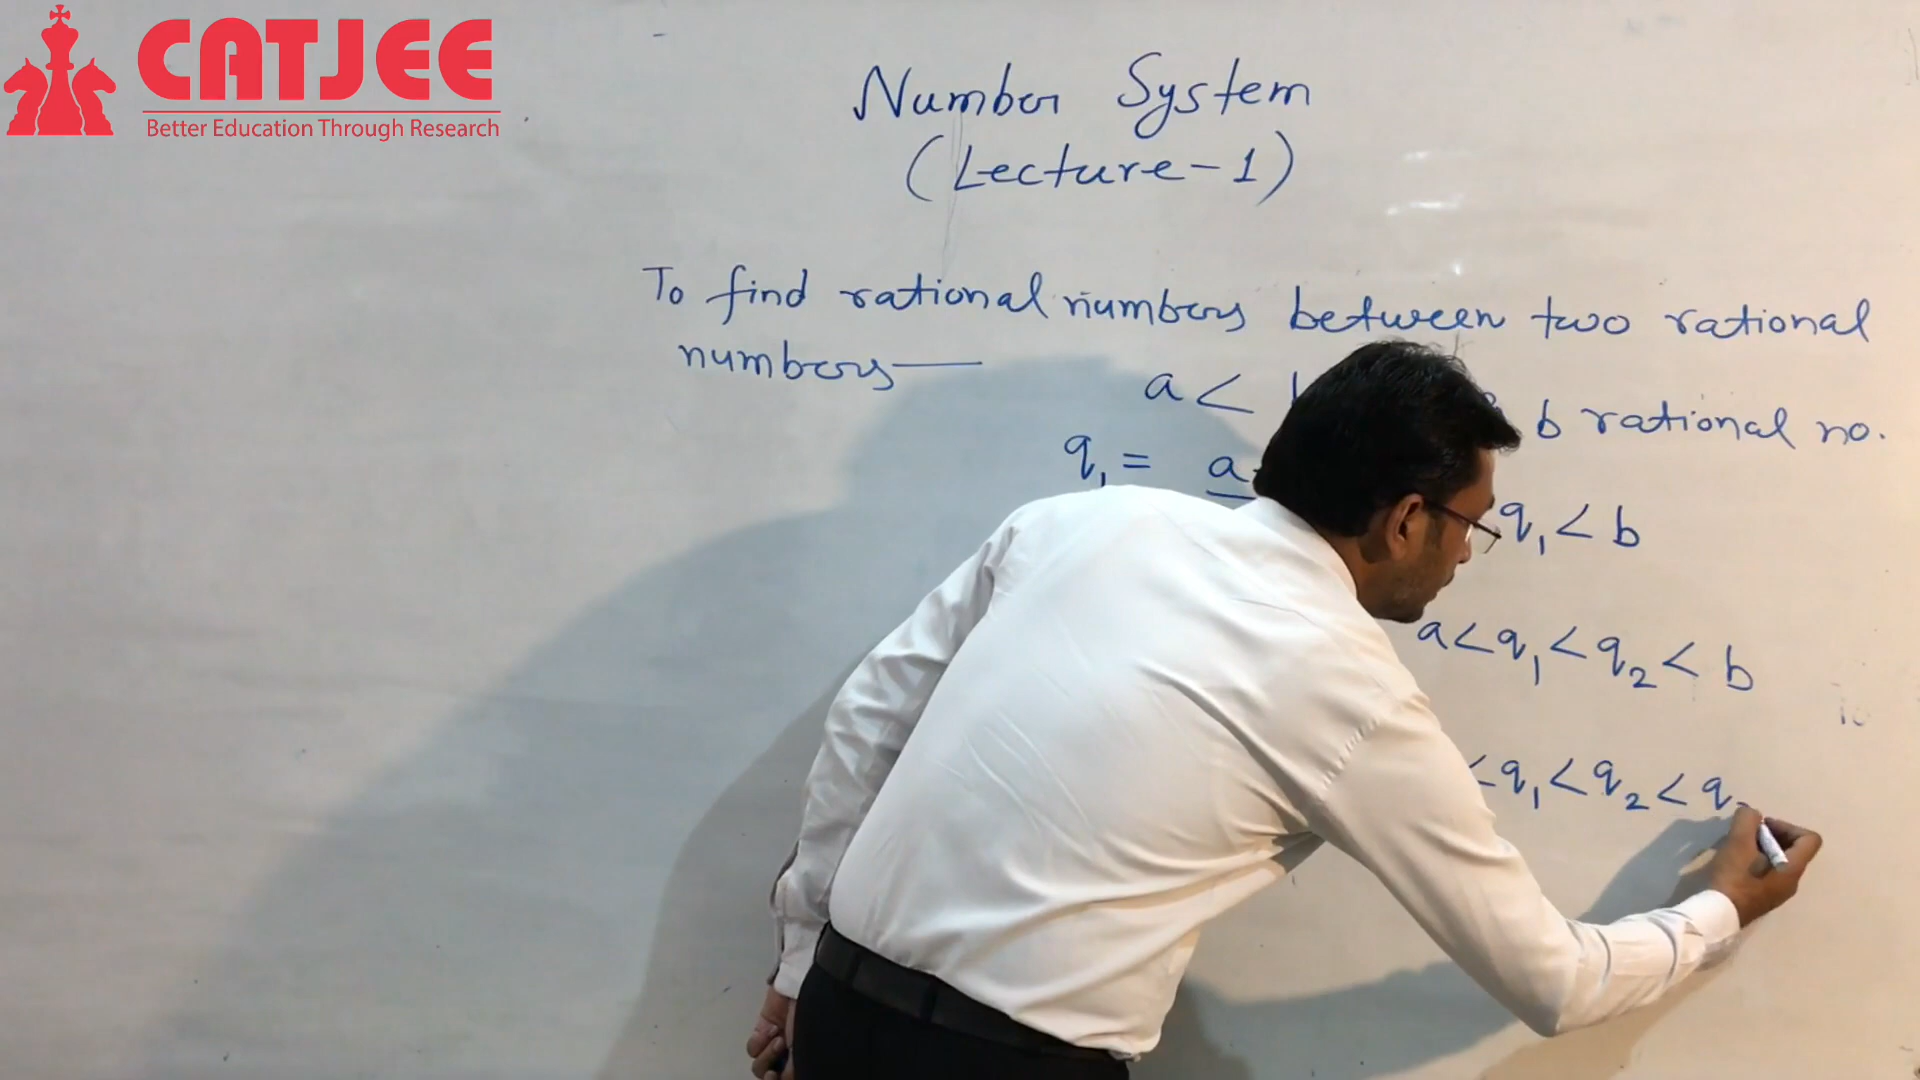 CATJEE
Better Education Through Research
Number System
(Lecture-1)
To find rational numbers between two rational
numbers—
a < b rational no.
q₁ = a
q₁ < b
a < q₁ < q₂ < b
< q₁ < q₂ < q